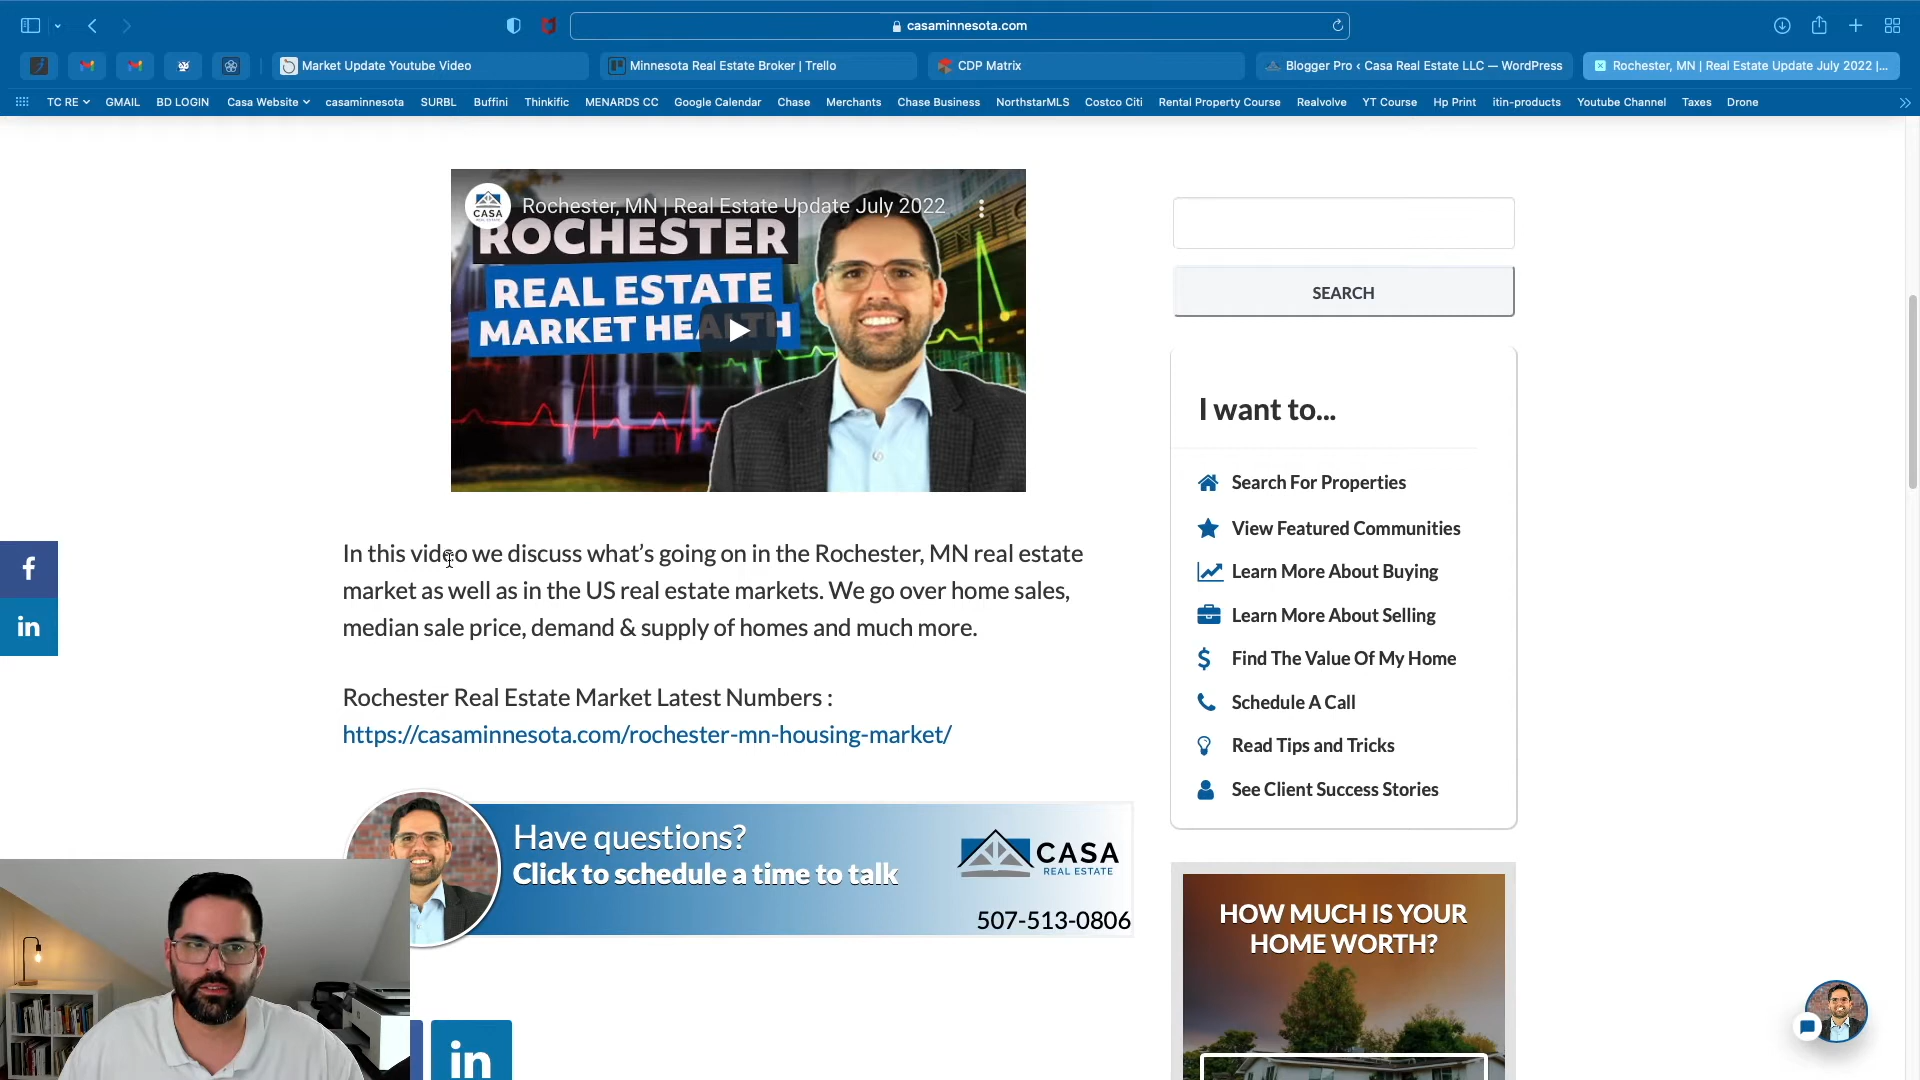 casaminnesota.com
Market Update Youtube Video
Minnesota Real Estate Broker | Trello
CDP Matrix
Blogger Pro ‹ Casa Real Estate LLC — WordPress
Rochester, MN | Real Estate Update July 2022 |...
TC RE
GMAIL
BD LOGIN
Casa Website
casaminnesota
SURBL
Buffini
Thinkific
MENARDS CC
Google Calendar
Chase
Merchants
Chase Business
NorthstarMLS
Costco Citi
Rental Property Course
Realvolve
YT Course
Hp Print
itin-products
Youtube Channel
Taxes
Drone
CASA
REAL ESTATE
Rochester, MN | Real Estate Update July 2022
ROCHESTER
REAL ESTATE
MARKET HEALTH
SEARCH
I want to...
Search For Properties
View Featured Communities
Learn More About Buying
Learn More About Selling
Find The Value Of My Home
Schedule A Call
Read Tips and Tricks
See Client Success Stories
In this video we discuss what’s going on in the Rochester, MN real estate
market as well as in the US real estate markets. We go over home sales,
median sale price, demand & supply of homes and much more.
Rochester Real Estate Market Latest Numbers :
https://casaminnesota.com/rochester-mn-housing-market/
Have questions?
Click to schedule a time to talk
CASA
REAL ESTATE
507-513-0806
HOW MUCH IS YOUR
HOME WORTH?
f
in
in